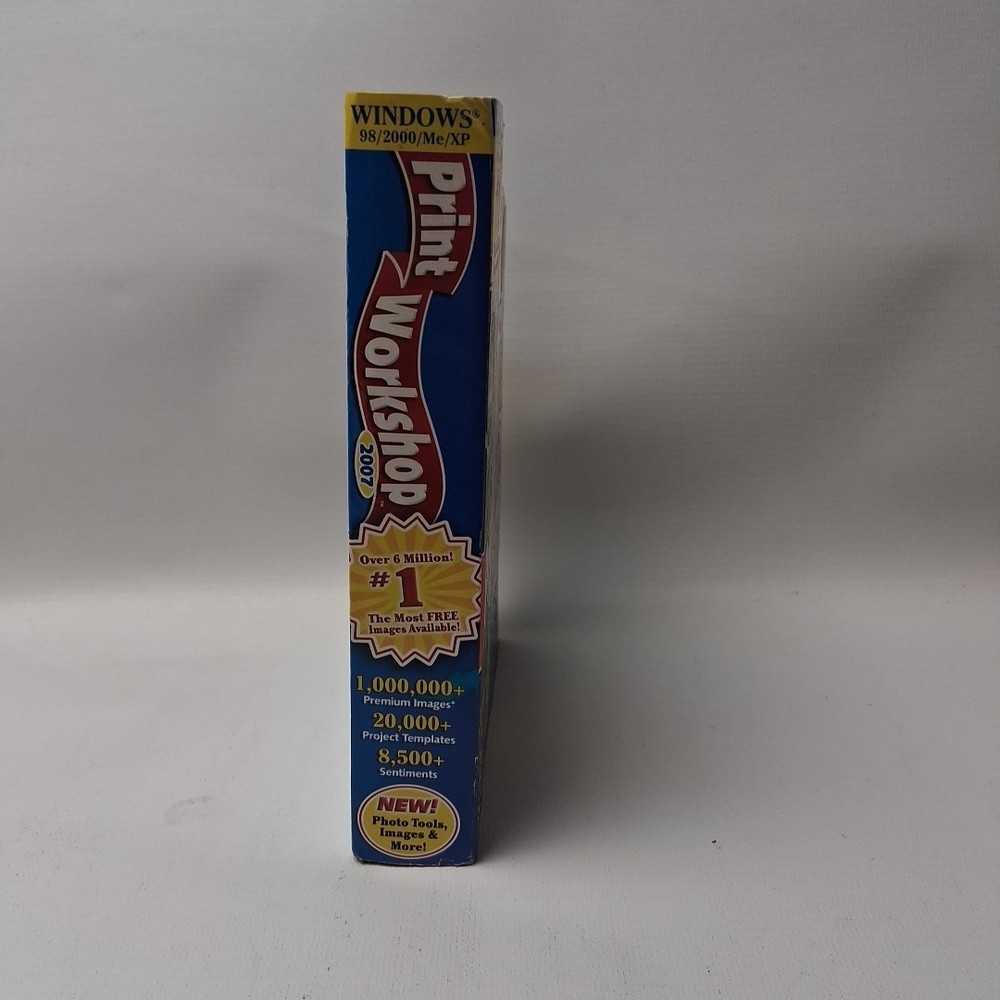 WINDOWS®
98/2000/Me/XP
Print
Workshop™
2007
Over 6 Million!
#1
The Most FREE
Images Available!
1,000,000+
Premium Images*
20,000+
Project Templates
8,500+
Sentiments
NEW!
Photo Tools,
Images &
More!